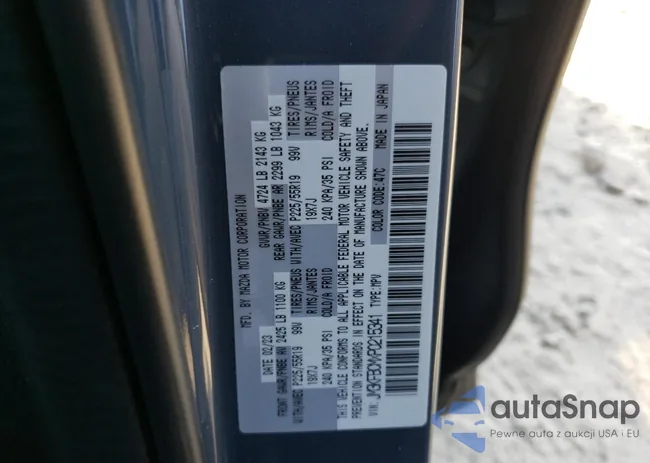 MFD. BY MAZDA MOTOR CORPORATION
DATE 02/23 GVWR/PNBV 4724 LB 2143 KG
FRONT GAWR/PNBE AV 2425 LB 1100 KG REAR GAWR/PNBE AR 2299 LB 1043 KG
WITH/AVEC P225/55R19 99V TIRES/PNEUS WITH/AVEC P225/55R19 99V TIRES/PNEUS
19X7J RIMS/JANTES 19X7J RIMS/JANTES
240 KPA/35 PSI COLD/A FROID 240 KPA/35 PSI COLD/A FROID
THIS VEHICLE CONFORMS TO ALL APPLICABLE FEDERAL MOTOR VEHICLE SAFETY AND THEFT
PREVENTION STANDARDS IN EFFECT ON THE DATE OF MANUFACTURE SHOWN ABOVE.
VIN: TYPE:MPV COLOR CODE:47C MADE IN JAPAN
autoSnap
Pewne auta z aukcji USA i EU